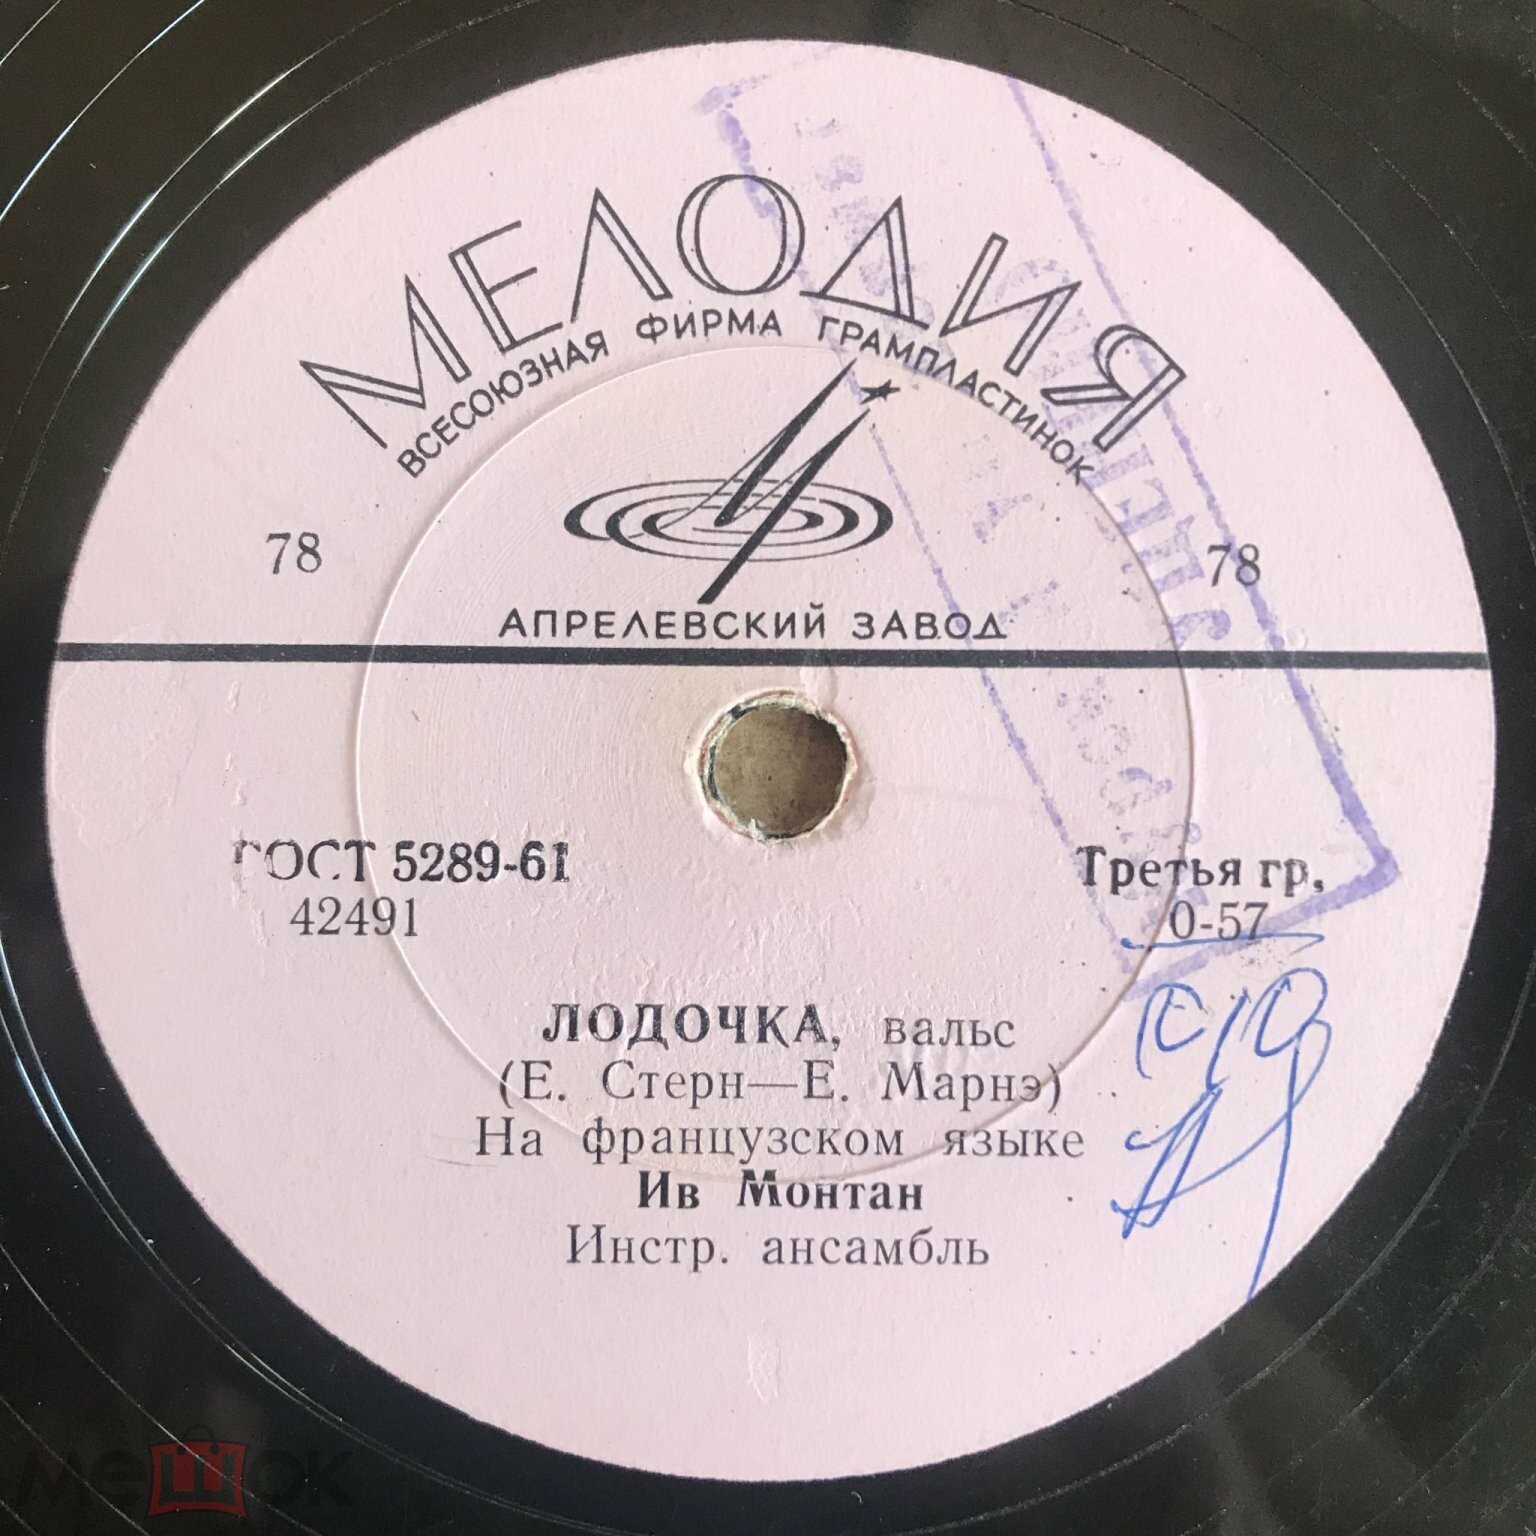 МЕЛОДИЯ
ВСЕСОЮЗНАЯ ФИРМА ГРАМПЛАСТИНОК
78 78
АПРЕЛЕВСКИЙ ЗАВОД
ГОСТ 5289-61 Третья гр.
42491 0-57
ЛОДОЧКА, вальс
(Е. Стерн—Е. Марнэ)
На французском языке
Ив Монтан
Инстр. ансамбль
мешок